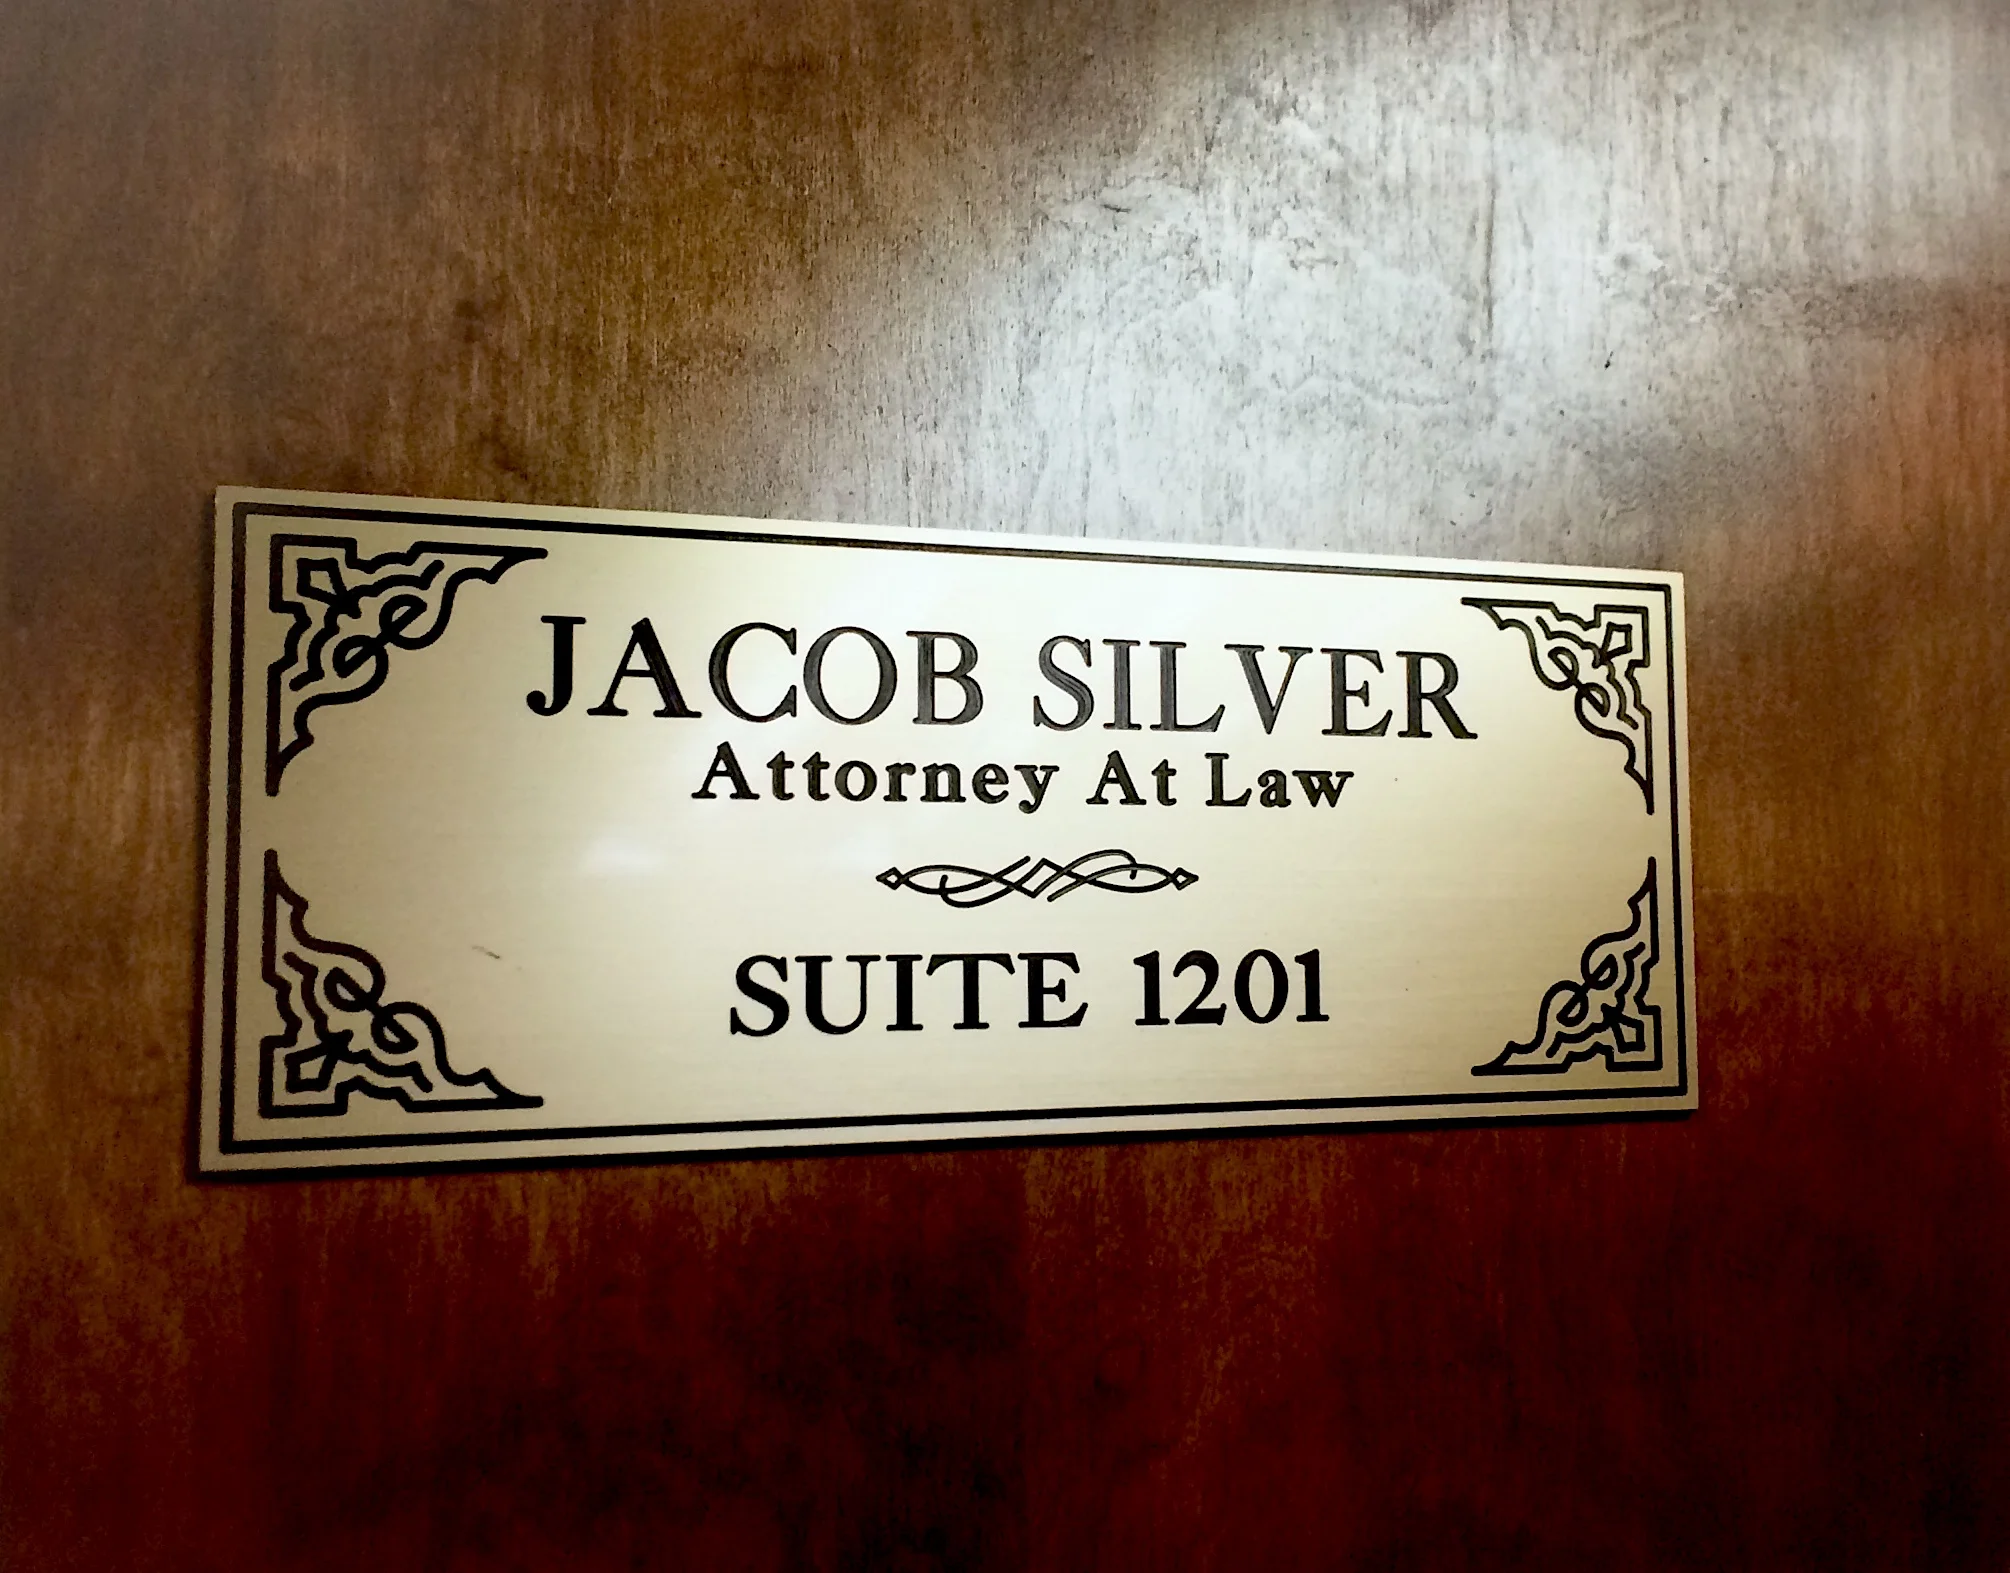 JACOB SILVER
Attorney At Law
SUITE 1201